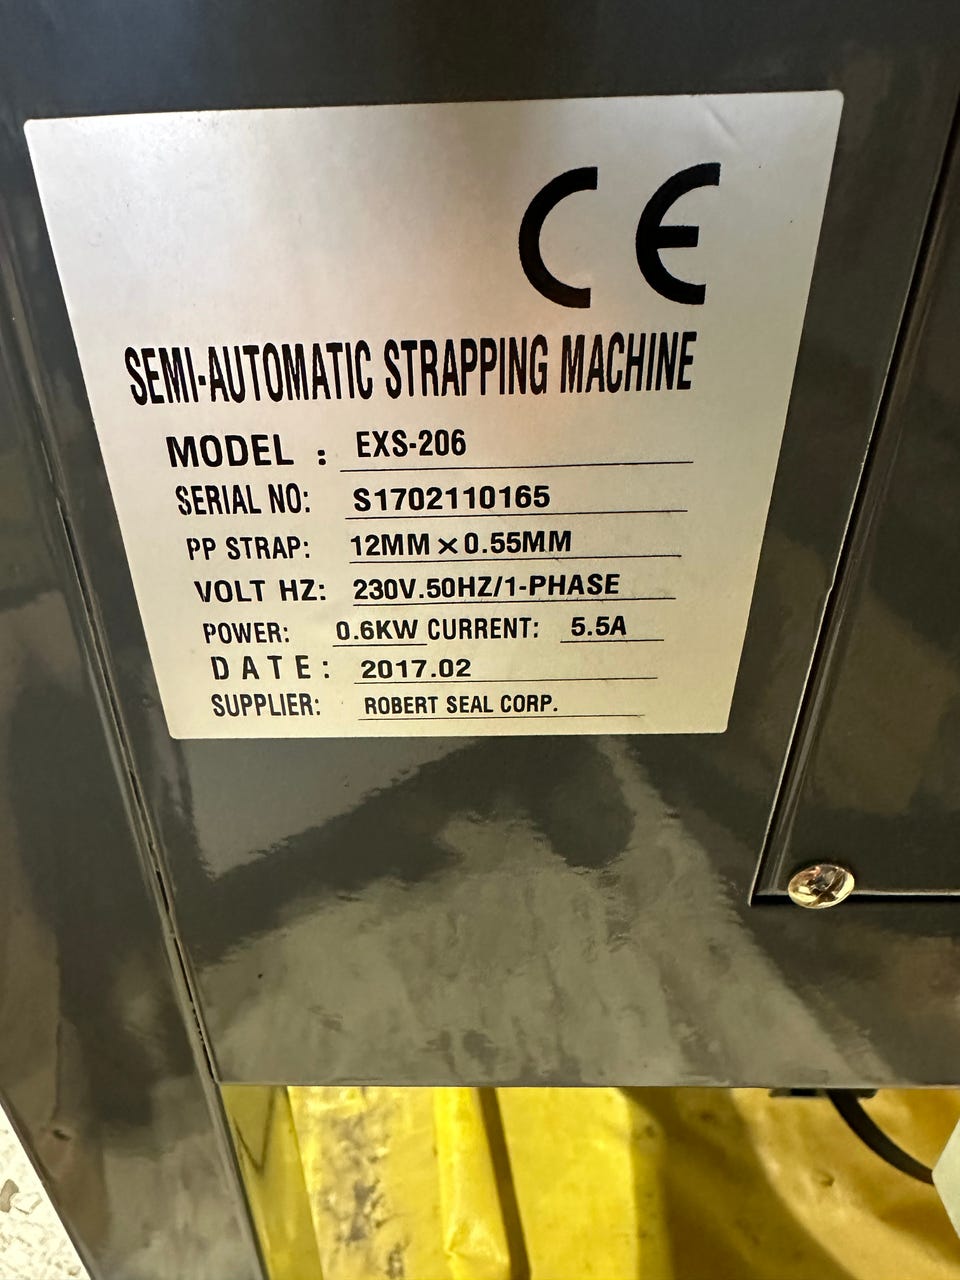 CE
SEMI-AUTOMATIC STRAPPING MACHINE
MODEL : EXS-206
SERIAL NO: S1702110165
PP STRAP: 12MM×0.55MM
VOLT HZ: 230V.50HZ/1-PHASE
POWER: 0.6KW CURRENT: 5.5A
DATE: 2017.02
SUPPLIER: ROBERT SEAL CORP.